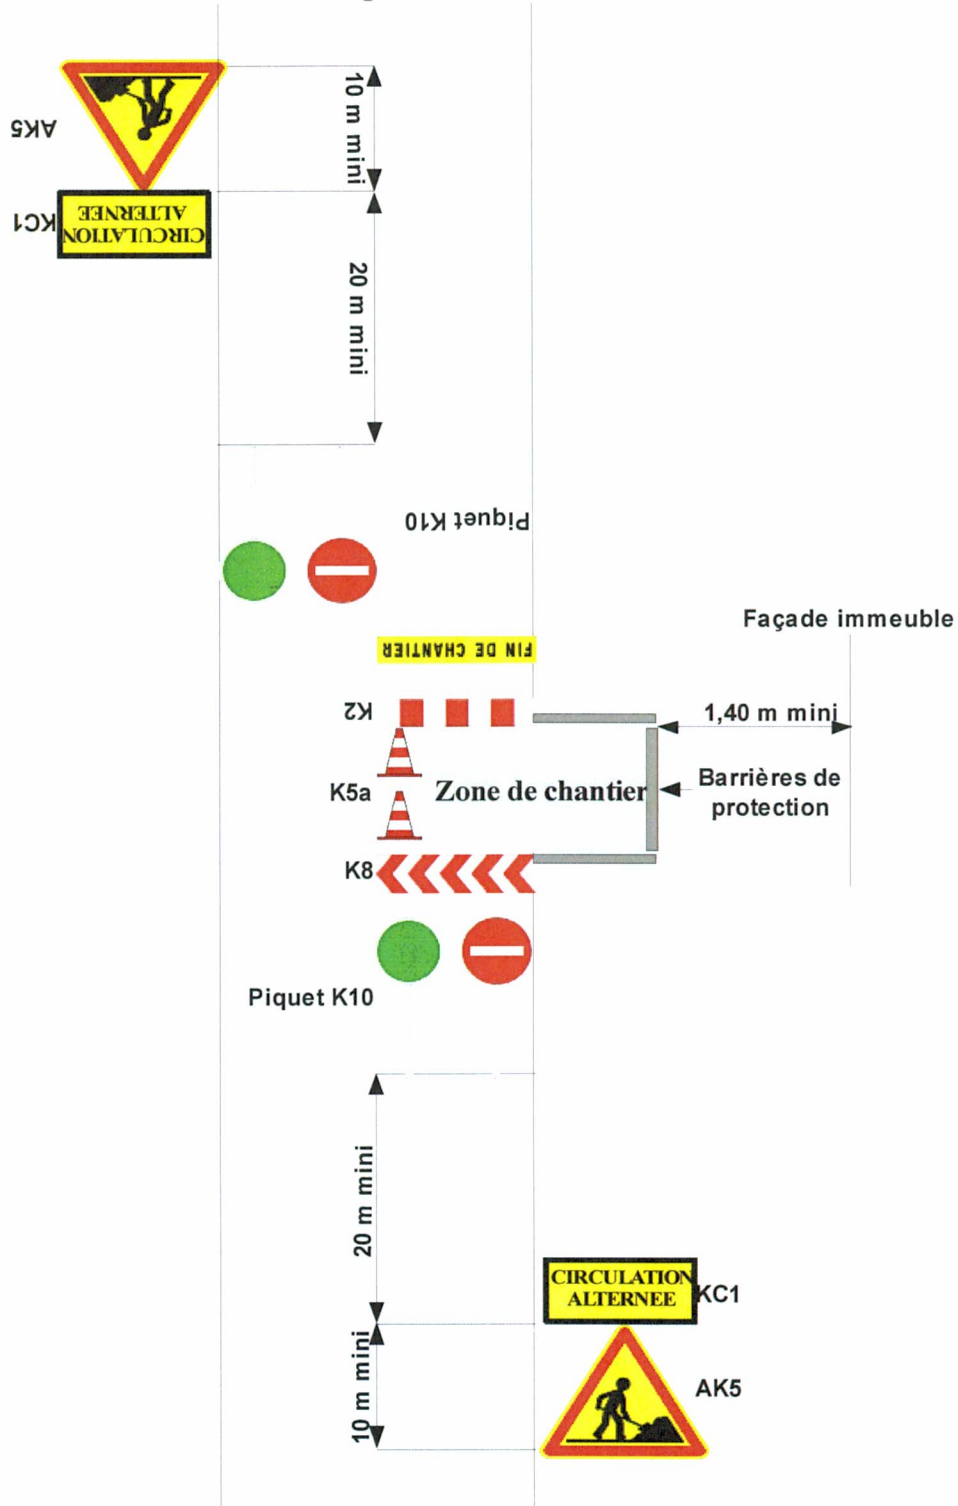 10 m mini
AK5
KC1
CIRCULATION
ALTERNEE
20 m mini
Piquet K10
Façade immeuble
FIN DE CHANTIER
K2
1,40 m mini
K5a
Zone de chantier
Barrières de
protection
K8
Piquet K10
20 m mini
CIRCULATION
ALTERNEE
KC1
10 m mini
AK5